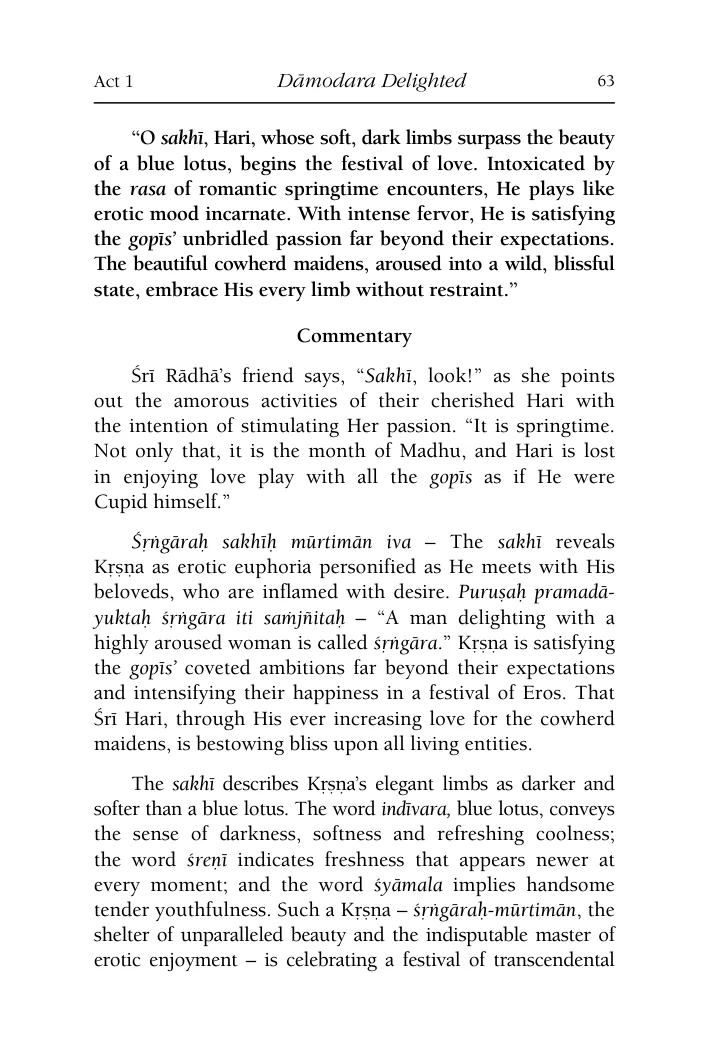 Act 1 Dāmodara Delighted 63
“O sakhī, Hari, whose soft, dark limbs surpass the beauty
of a blue lotus, begins the festival of love. Intoxicated by
the rasa of romantic springtime encounters, He plays like
erotic mood incarnate. With intense fervor, He is satisfying
the gopīs’ unbridled passion far beyond their expectations.
The beautiful cowherd maidens, aroused into a wild, blissful
state, embrace His every limb without restraint.”
Commentary
Śrī Rādhā’s friend says, “Sakhī, look!” as she points
out the amorous activities of their cherished Hari with
the intention of stimulating Her passion. “It is springtime.
Not only that, it is the month of Madhu, and Hari is lost
in enjoying love play with all the gopīs as if He were
Cupid himself.”
Śṛṅgāraḥ sakhīḥ mūrtimān iva – The sakhī reveals
Kṛṣṇa as erotic euphoria personified as He meets with His
beloveds, who are inflamed with desire. Puruṣaḥ pramadā-
yuktaḥ śṛṅgāra iti saṁjñitaḥ – “A man delighting with a
highly aroused woman is called śṛṅgāra.” Kṛṣṇa is satisfying
the gopīs’ coveted ambitions far beyond their expectations
and intensifying their happiness in a festival of Eros. That
Śrī Hari, through His ever increasing love for the cowherd
maidens, is bestowing bliss upon all living entities.
The sakhī describes Kṛṣṇa’s elegant limbs as darker and
softer than a blue lotus. The word indīvara, blue lotus, conveys
the sense of darkness, softness and refreshing coolness;
the word śreṇī indicates freshness that appears newer at
every moment; and the word śyāmala implies handsome
tender youthfulness. Such a Kṛṣṇa – śṛṅgāraḥ-mūrtimān, the
shelter of unparalleled beauty and the indisputable master of
erotic enjoyment – is celebrating a festival of transcendental